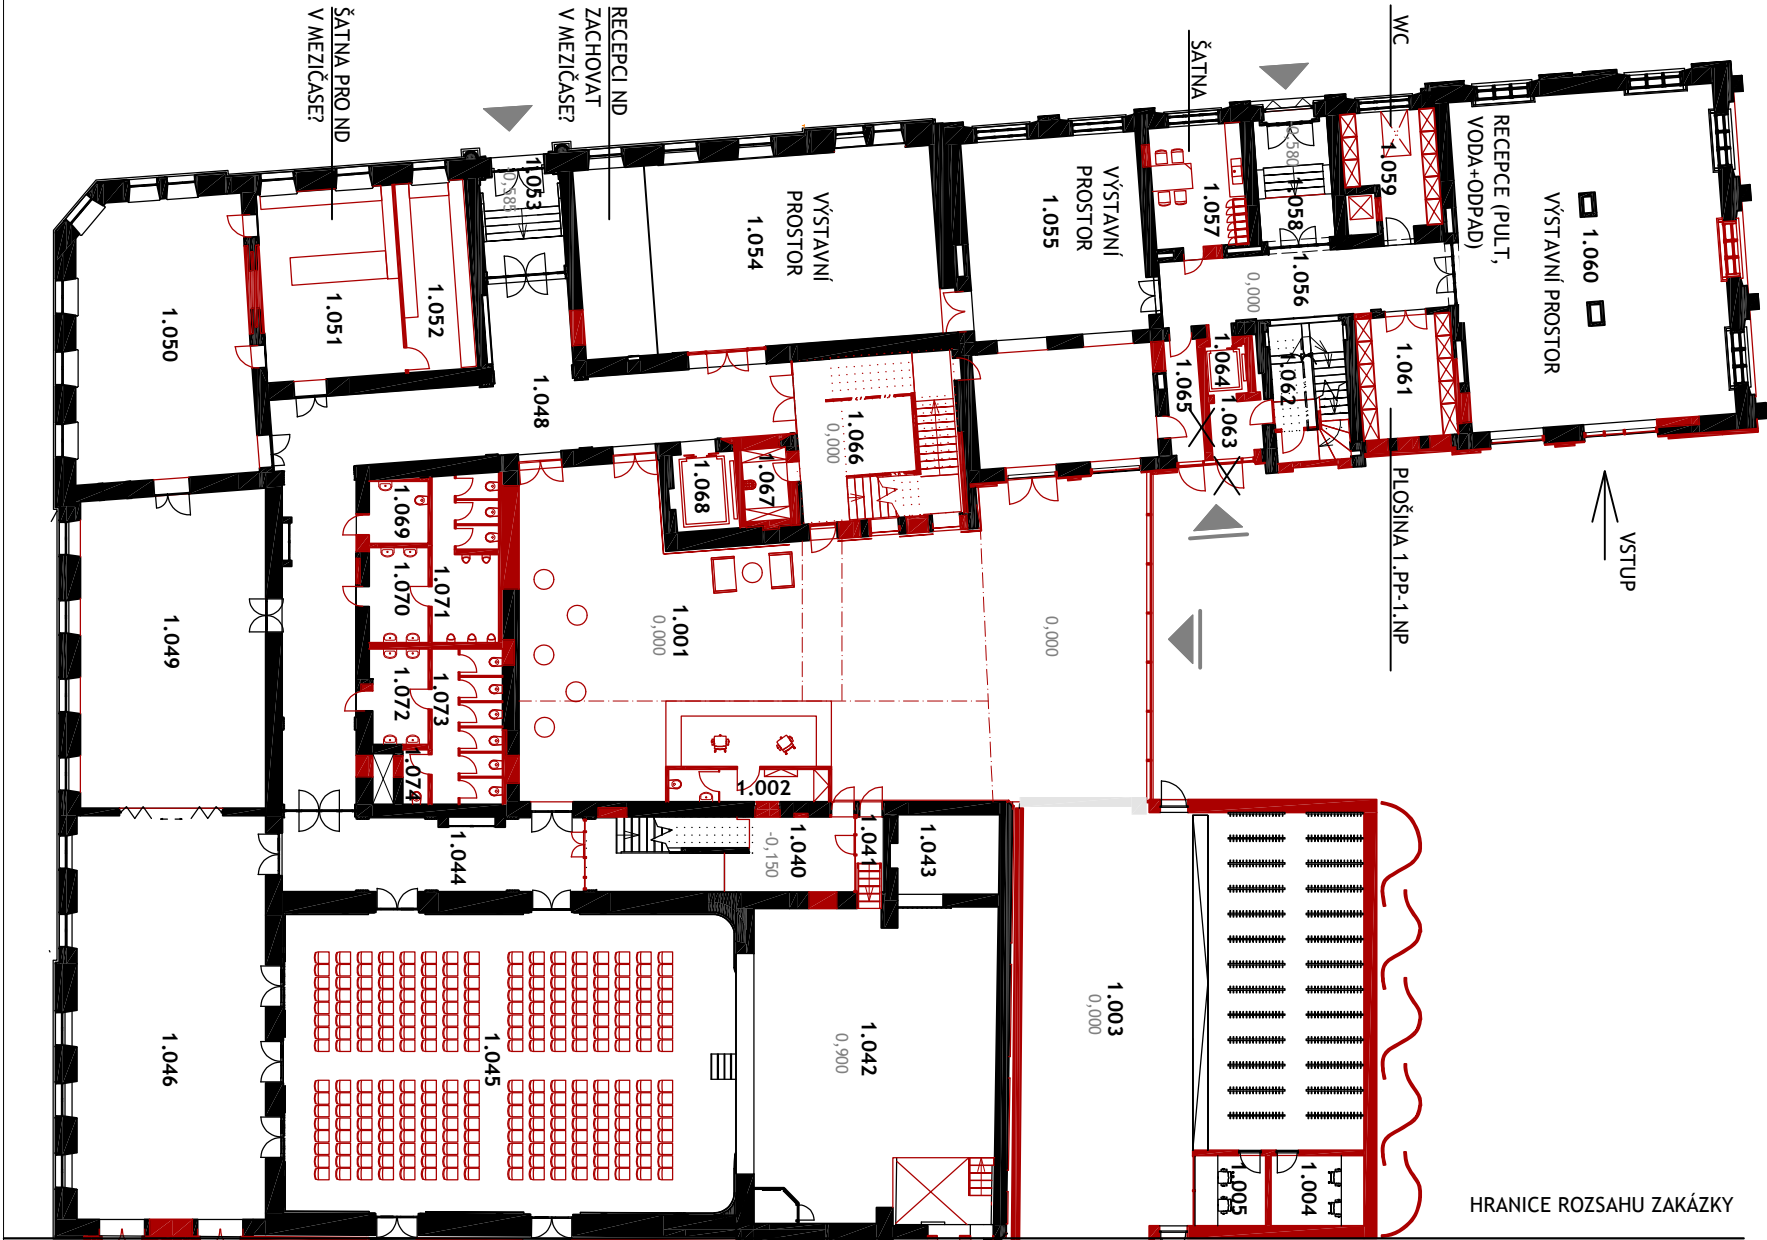 ŠATNA PRO ND
V MEZIČASE?
RECEPCI ND
ZACHOVAT
V MEZIČASE?
ŠATNA
WC
RECEPCE (PULT,
VODA+ODPAD)
VÝSTAVNÍ PROSTOR
1.060
1.059
1.058
0,580
1.057
1.056
0,000
VÝSTAVNÍ
PROSTOR
1.055
VÝSTAVNÍ
PROSTOR
1.054
1.053
0,585
1.052
1.051
1.050
1.048
1.066
0,000
1.065
1.064
1.063
1.062
1.061
PLOŠINA 1.PP-1.NP
VSTUP
1.067
1.068
1.069
1.070
1.071
1.072
1.073
1.074
1.049
1.001
0,000
0,000
1.002
1.040
-0,150
1.041
1.043
1.044
1.045
1.046
1.042
0,900
1.003
0,000
1.005
1.004
HRANICE ROZSAHU ZAKÁZKY